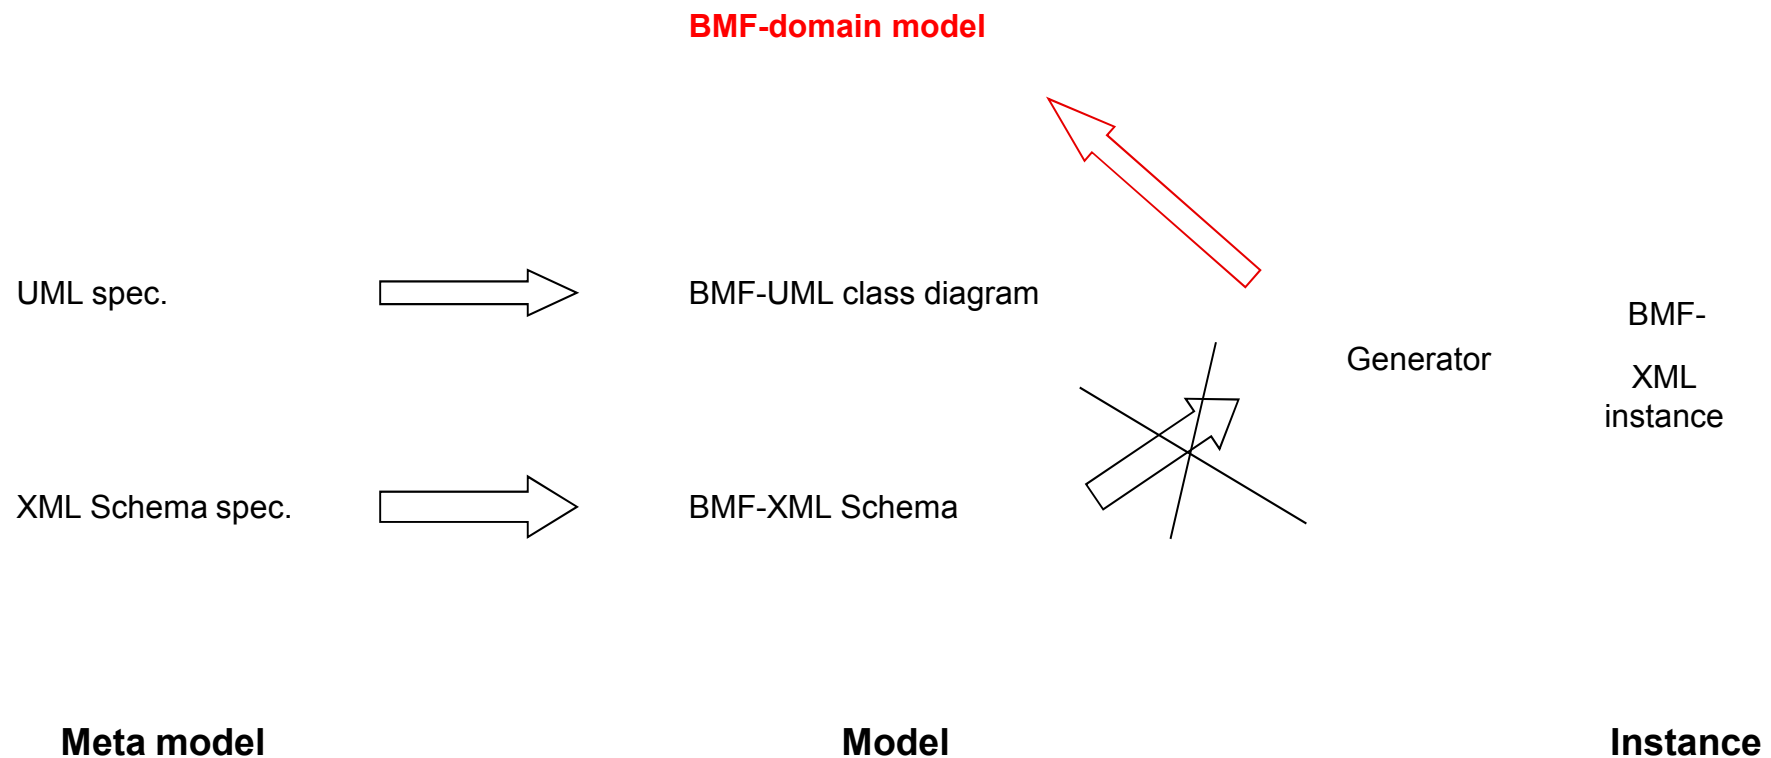 BMF-domain model
UML spec.
BMF-UML class diagram
BMF-
Generator
XML
instance
XML Schema spec.
BMF-XML Schema
Meta model
Model
Instance